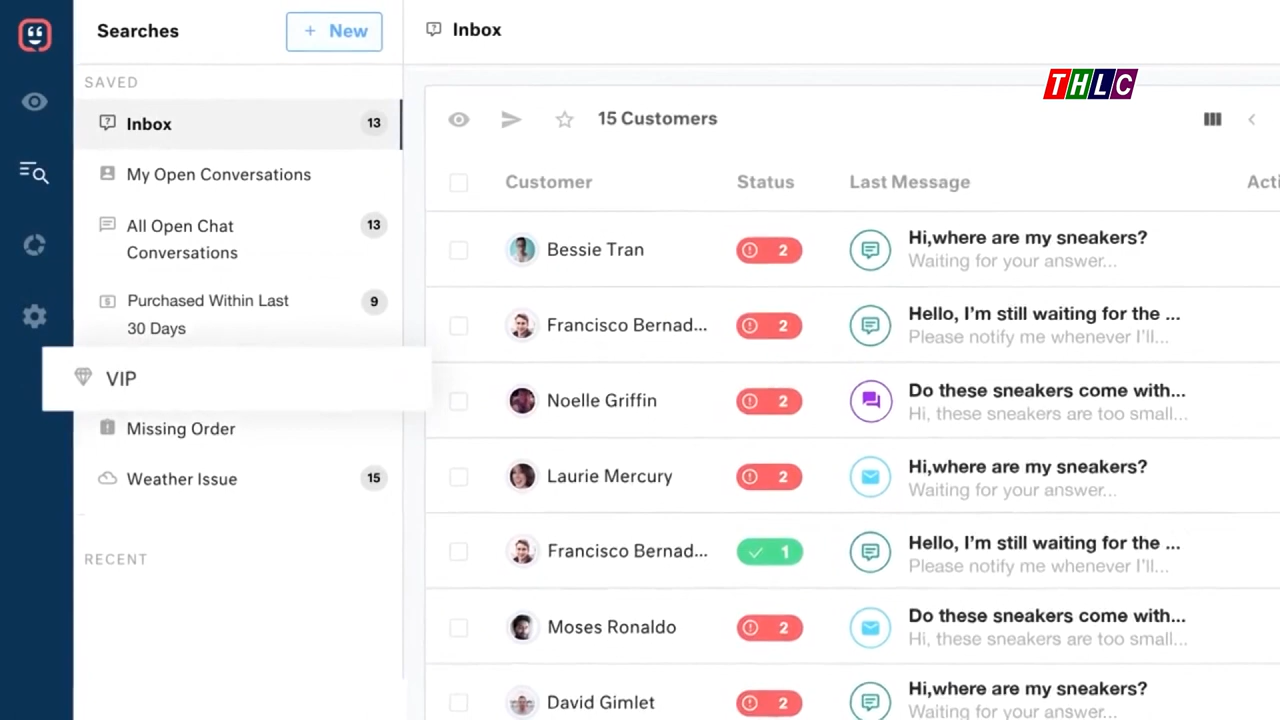 Searches
+ New
Inbox
THLC
SAVED
Inbox 13
My Open Conversations
All Open Chat
Conversations
13
Purchased Within Last
30 Days
9
VIP
Missing Order
Weather Issue 15
RECENT
15 Customers
Customer Status Last Message Acti
Bessie Tran 2 Hi,where are my sneakers?
Waiting for your answer...
Francisco Bernad... 2 Hello, I'm still waiting for the ...
Please notify me whenever I'll...
Noelle Griffin 2 Do these sneakers come with...
Hi, these sneakers are too small...
Laurie Mercury 2 Hi,where are my sneakers?
Waiting for your answer...
Francisco Bernad... 1 Hello, I'm still waiting for the ...
Please notify me whenever I'll...
Moses Ronaldo 2 Do these sneakers come with...
Hi, these sneakers are too small...
David Gimlet 2 Hi,where are my sneakers?
Waiting for your answer...